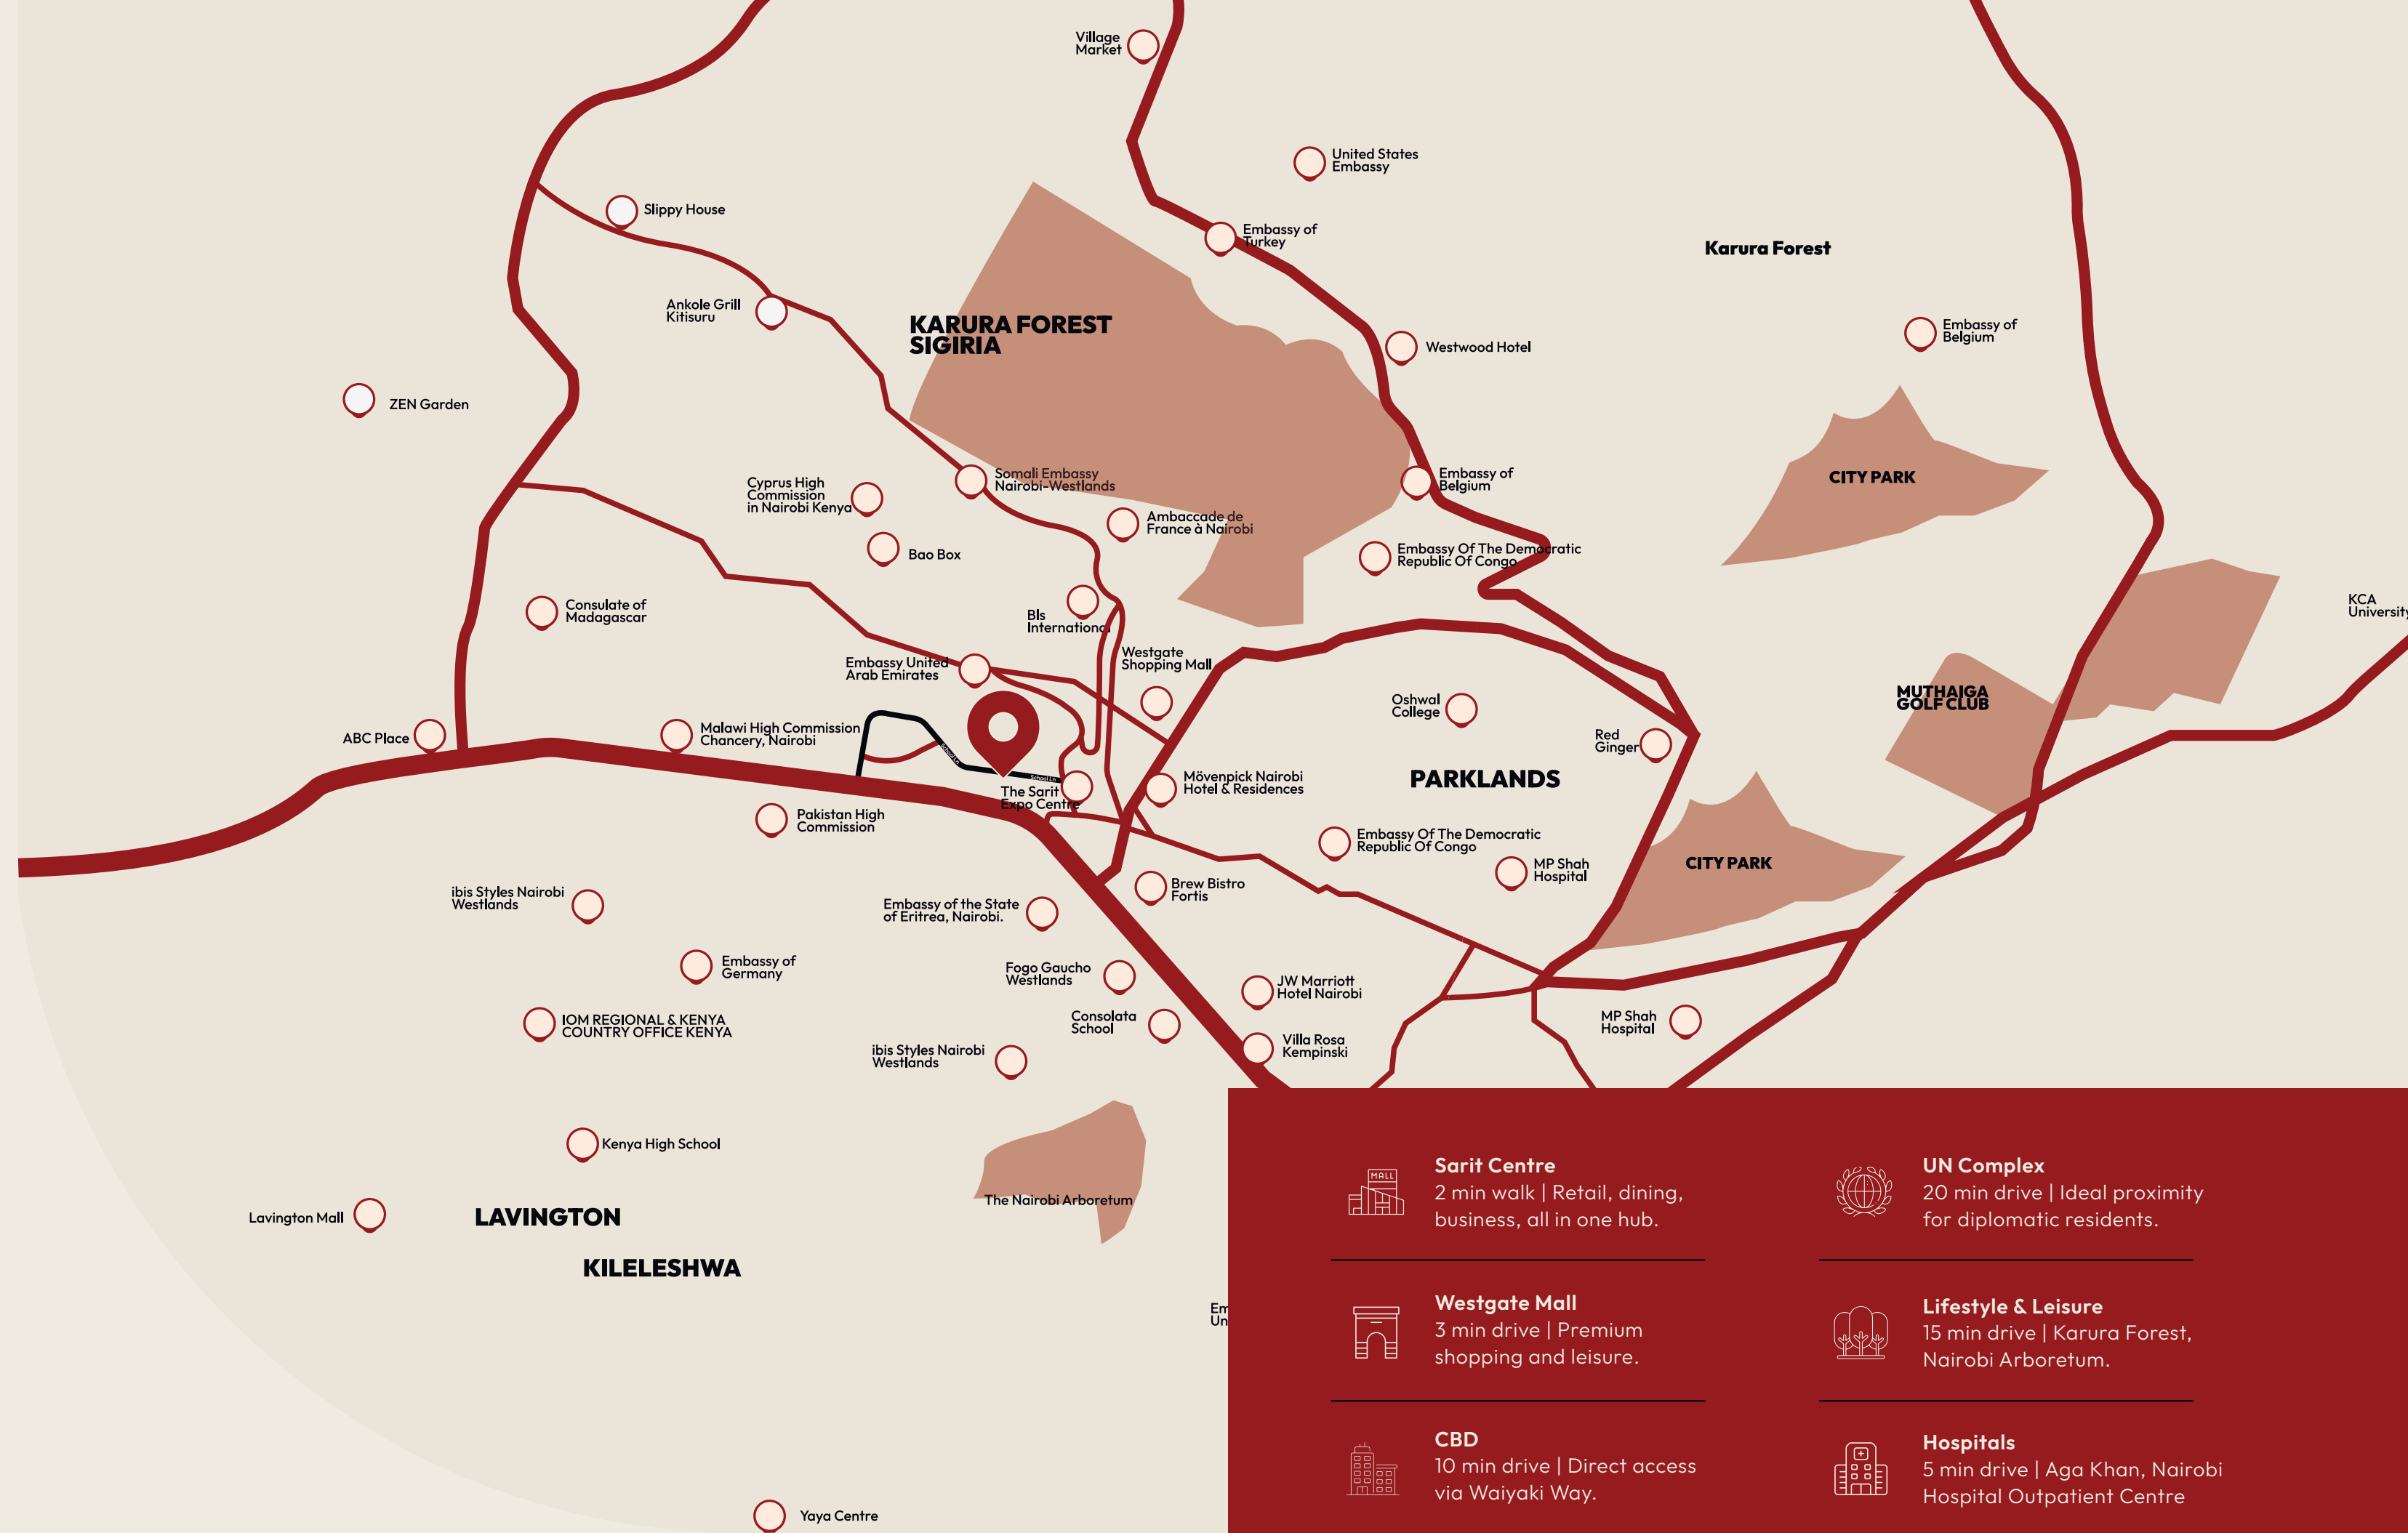 Village
Market
United States
Embassy
Slippy House
Embassy of
Turkey
Karura Forest
Ankole Grill
Kitisuru
KARURA FOREST
SIGIRIA
Embassy of
Belgium
Westwood Hotel
ZEN Garden
CITY PARK
Cyprus High
Commission
in Nairobi Kenya
Somali Embassy
Nairobi-Westlands
Embassy of
Belgium
Ambaccade de
France à Nairobi
Bao Box
Embassy Of The Democratic
Republic Of Congo
Consulate of
Madagascar
Bls
International
KCA
University
Westgate
Shopping Mall
Embassy United
Arab Emirates
MUTHAIGA
GOLF CLUB
Oshwal
College
ABC Place
Malawi High Commission
Chancery, Nairobi
School Ln
School Ln
Red
Ginger
The Sarit
Expo Centre
Mövenpick Nairobi
Hotel & Residences
PARKLANDS
Pakistan High
Commission
Embassy Of The Democratic
Republic Of Congo
MP Shah
Hospital
CITY PARK
ibis Styles Nairobi
Westlands
Embassy of the State
of Eritrea, Nairobi.
Brew Bistro
Fortis
Embassy of
Germany
Fogo Gaucho
Westlands
JW Marriott
Hotel Nairobi
IOM REGIONAL & KENYA
COUNTRY OFFICE KENYA
Consolata
School
MP Shah
Hospital
ibis Styles Nairobi
Westlands
Villa Rosa
Kempinski
Kenya High School
The Nairobi Arboretum
Lavington Mall
LAVINGTON
KILELESHWA
Em
Un
Yaya Centre
Sarit Centre
2 min walk | Retail, dining,
business, all in one hub.
MALL
Westgate Mall
3 min drive | Premium
shopping and leisure.
CBD
10 min drive | Direct access
via Waiyaki Way.
UN Complex
20 min drive | Ideal proximity
for diplomatic residents.
Lifestyle & Leisure
15 min drive | Karura Forest,
Nairobi Arboretum.
Hospitals
5 min drive | Aga Khan, Nairobi
Hospital Outpatient Centre